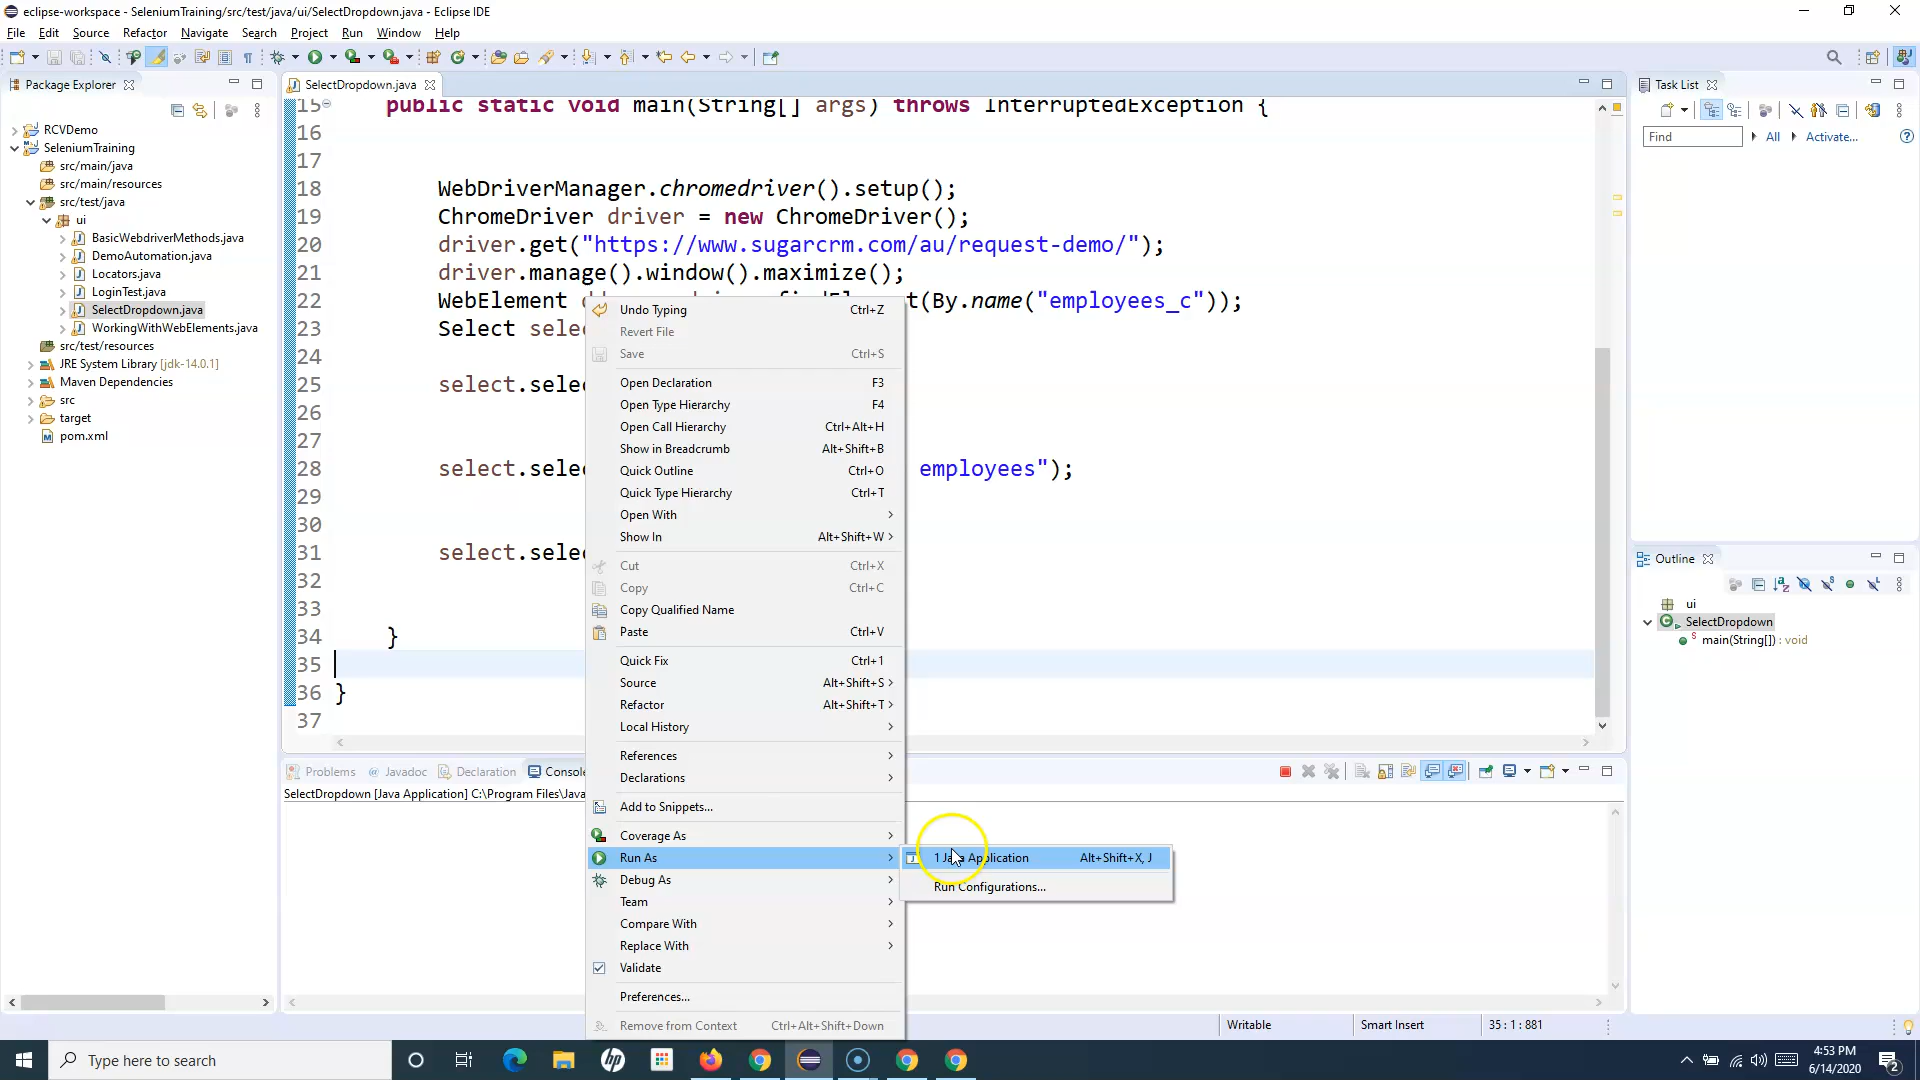 eclipse-workspace - SeleniumTraining/src/test/java/ui/SelectDropdown.java - Eclipse IDE
File Edit Source Refactor Navigate Search Project Run Window Help
Package Explorer
RCVDemo
SeleniumTraining
src/main/java
src/main/resources
src/test/java
ui
BasicWebdriverMethods.java
DemoAutomation.java
Locators.java
LoginTest.java
SelectDropdown.java
WorkingWithWebElements.java
src/test/resources
JRE System Library [jdk-14.0.1]
Maven Dependencies
src
target
pom.xml
SelectDropdown.java
15 public static void main(String[] args) throws InterruptedException {
16
17
18 WebDriverManager.chromedriver().setup();
19 ChromeDriver driver = new ChromeDriver();
20 driver.get("https://www.sugarcrm.com/au/request-demo/");
21 driver.manage().window().maximize();
22 WebElement (By.name("employees_c"));
23 Select
24
25 select.
26
27
28 select. employees");
29
30
31 select.
32
33
34 }
35
36 }
37
Undo Typing Ctrl+Z
Revert File
Save Ctrl+S
Open Declaration F3
Open Type Hierarchy F4
Open Call Hierarchy Ctrl+Alt+H
Show in Breadcrumb Alt+Shift+B
Quick Outline Ctrl+O
Quick Type Hierarchy Ctrl+T
Open With
Show In Alt+Shift+W
Cut Ctrl+X
Copy Ctrl+C
Copy Qualified Name
Paste Ctrl+V
Quick Fix Ctrl+1
Source Alt+Shift+S
Refactor Alt+Shift+T
Local History
References
Declarations
Add to Snippets...
Coverage As
Run As
Debug As
Team
Compare With
Replace With
Validate
Preferences...
Remove from Context Ctrl+Alt+Shift+Down
1 Java Application Alt+Shift+X, J
Run Configurations...
Problems Javadoc Declaration Console
SelectDropdown [Java Application] C:\Program Files\Java
Task List
Find All Activate...
Outline
ui
SelectDropdown
main(String[]) : void
Writable Smart Insert 35 : 1 : 881
Type here to search
4:53 PM
6/14/2020
2